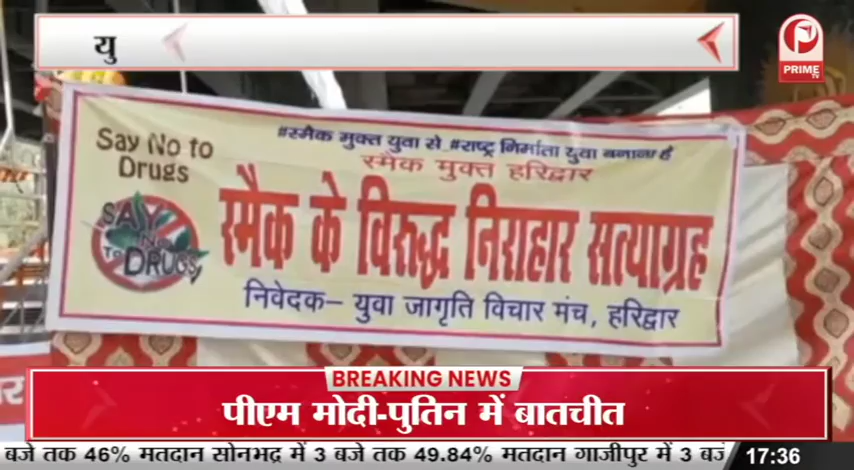 यु
PRIME
TV
Say No to
Drugs
#स्मैक मुक्त युवा से #राष्ट्र निर्माता युवा बनाना है
स्मैक मुक्त हरिद्वार
स्मैक के विरुद्ध निराहार सत्याग्रह
SAY
No
To
DRUGS
निवेदक– युवा जागृति विचार मंच, हरिद्वार
BREAKING NEWS
पीएम मोदी-पुतिन में बातचीत
बजे तक 46% मतदान सोनभद्र में 3 बजे तक 49.84% मतदान गाजीपुर में 3 बजे
17:36